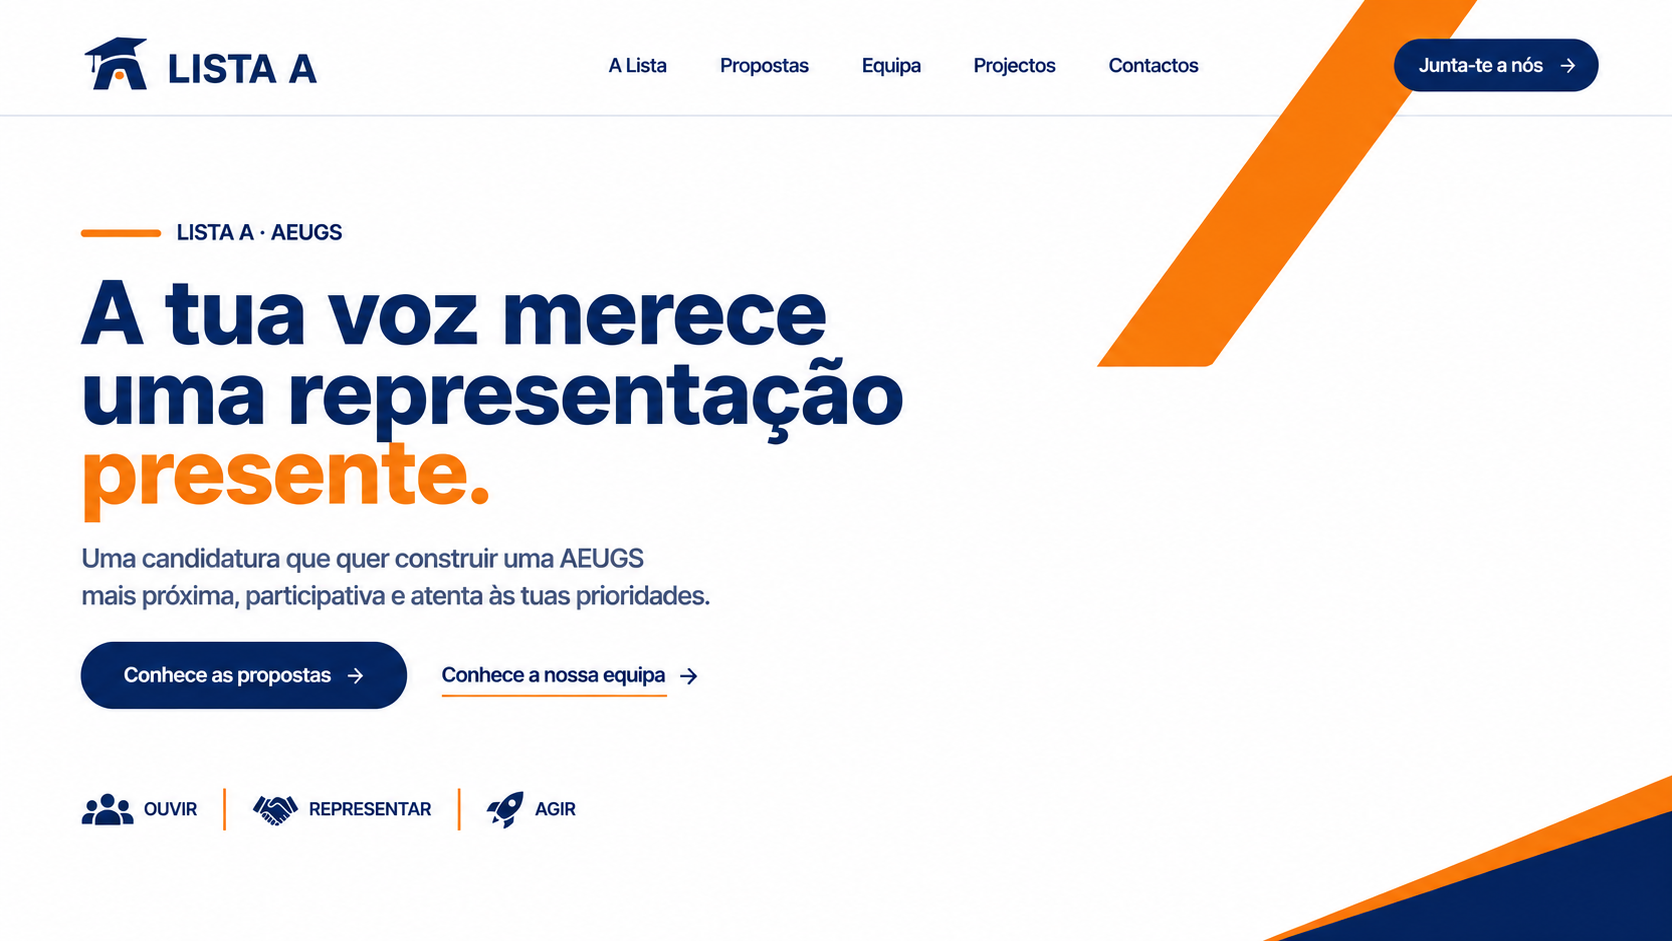 LISTA A
A Lista
Propostas
Equipa
Projectos
Contactos
Junta-te a nós →
LISTA A · AEUGS
A tua voz merece
uma representação
presente.
Uma candidatura que quer construir uma AEUGS
mais próxima, participativa e atenta às tuas prioridades.
Conhece as propostas →
Conhece a nossa equipa →
OUVIR
REPRESENTAR
AGIR